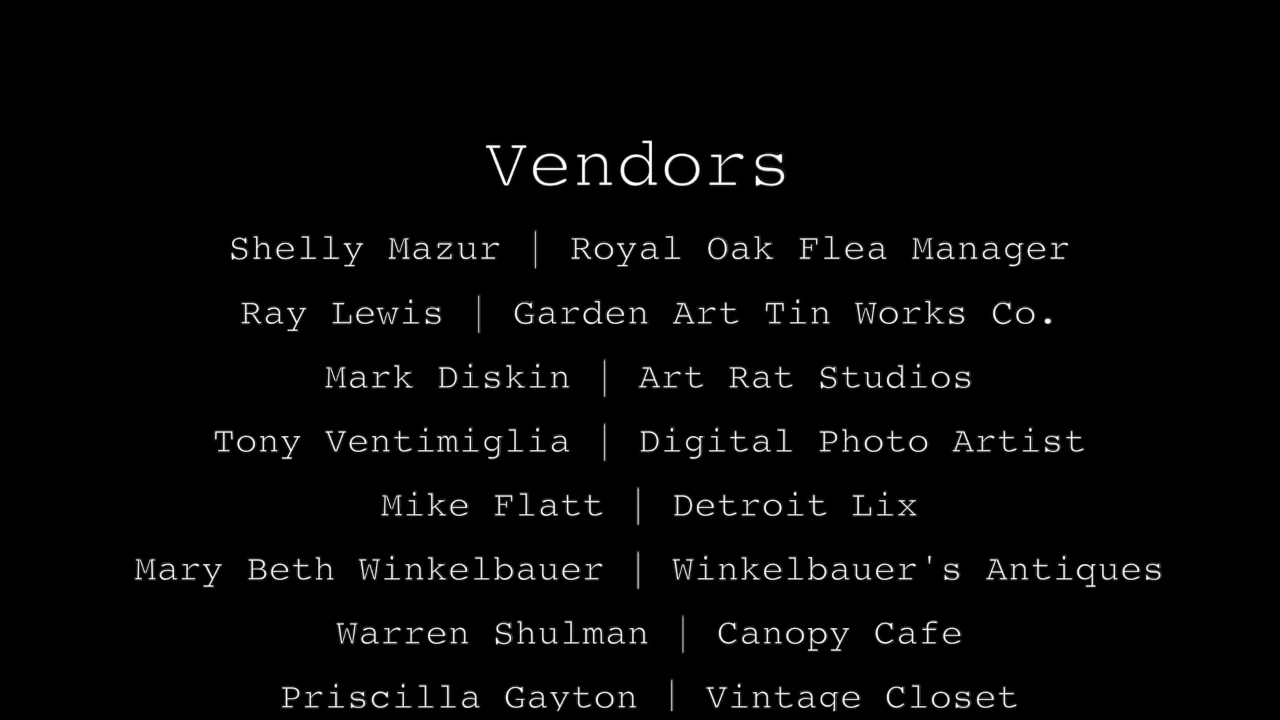 Vendors
Shelly Mazur | Royal Oak Flea Manager
Ray Lewis | Garden Art Tin Works Co.
Mark Diskin | Art Rat Studios
Tony Ventimiglia | Digital Photo Artist
Mike Flatt | Detroit Lix
Mary Beth Winkelbauer | Winkelbauer's Antiques
Warren Shulman | Canopy Cafe
Priscilla Gayton | Vintage Closet